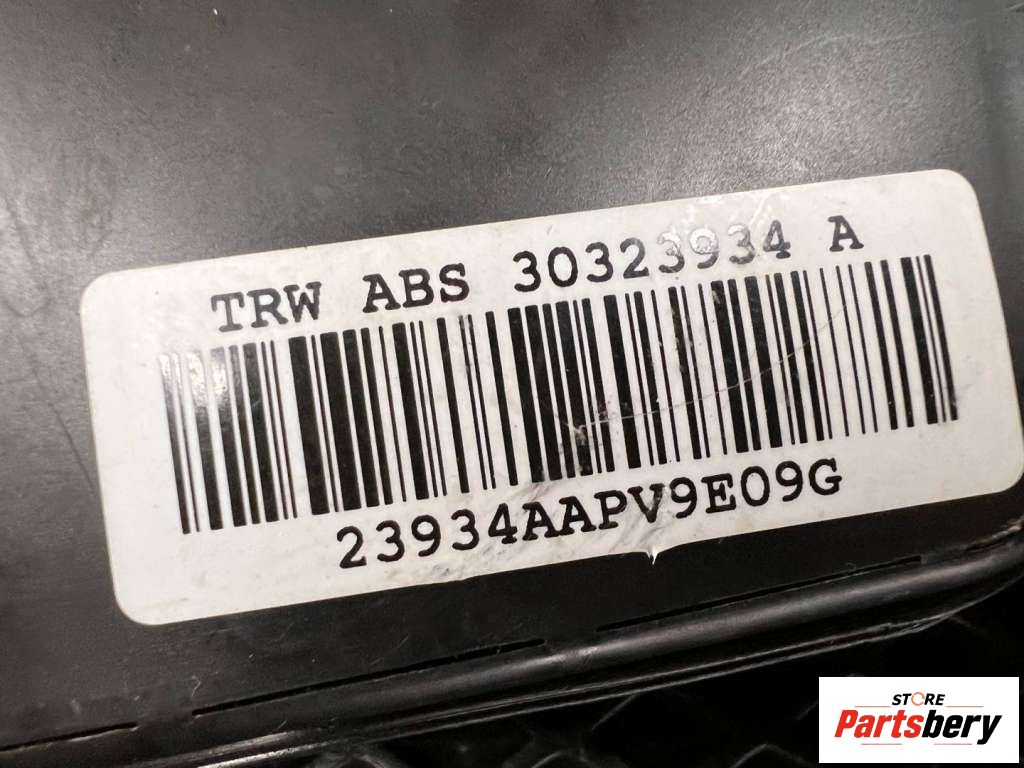 TRW ABS 30323934 A
23934AAPV9E09G
STORE
Partsbery